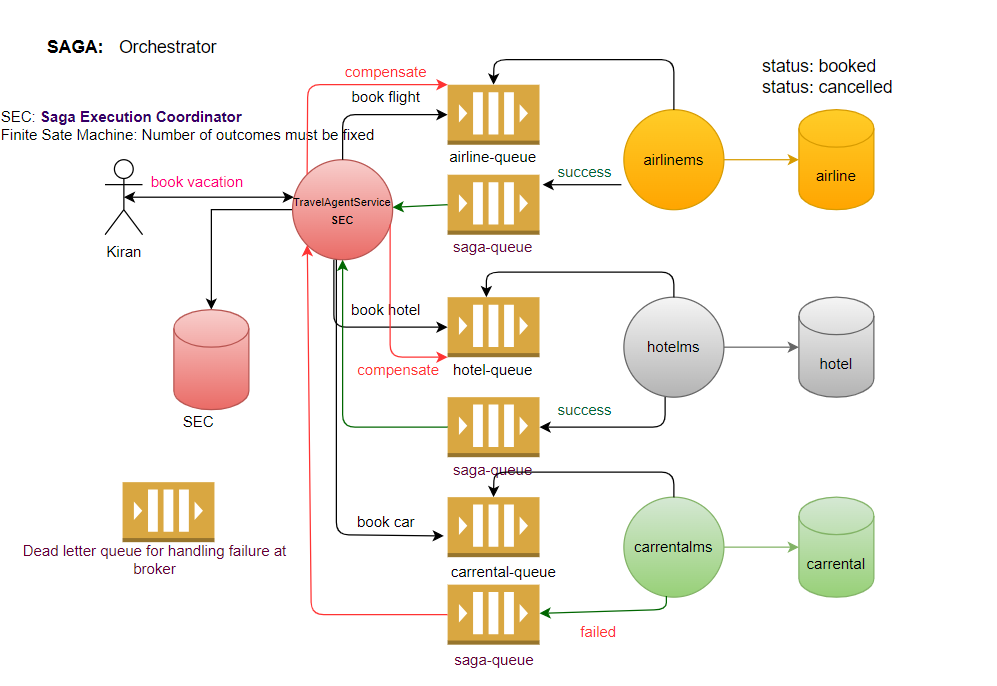 SAGA: Orchestrator
status: booked
status: cancelled
SEC: Saga Execution Coordinator
Finite Sate Machine: Number of outcomes must be fixed
compensate
book flight
airline-queue
airlinems
airline
success
saga-queue
book vacation
Kiran
TravelAgentService
SEC
SEC
book hotel
compensate
hotel-queue
hotelms
hotel
success
saga-queue
book car
carrental-queue
carrentalms
carrental
failed
saga-queue
Dead letter queue for handling failure at
broker